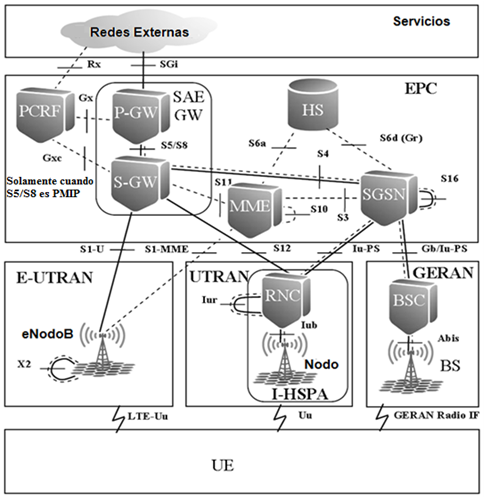 Servicios
Redes Externas
Rx
SGi
EPC
PCRF
Gx
P-GW
SAE
GW
HS
Gxc
S5/S8
S6a
S6d (Gr)
Solamente cuando
S5/S8 es PMIP
S-GW
S4
S11
MME
S10
S3
SGSN
S16
S1-U
S1-MME
S12
Iu-PS
Gb/Iu-PS
E-UTRAN
UTRAN
GERAN
eNodoB
X2
RNC
Iur
Iub
Nodo
I-HSPA
BSC
Abis
BS
LTE-Uu
Uu
GERAN Radio IF
UE